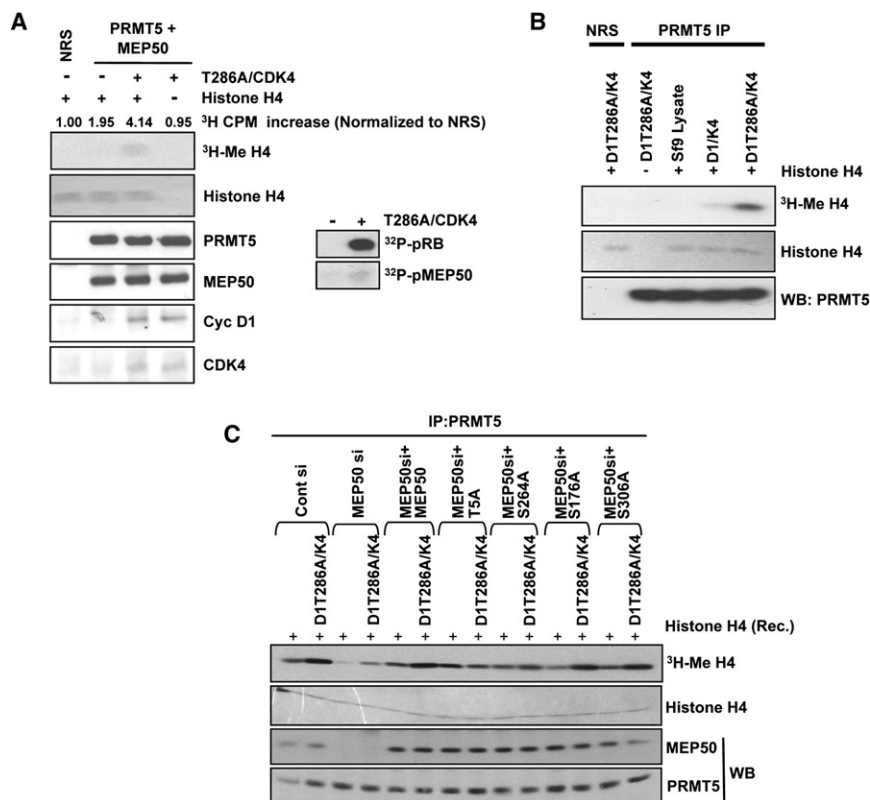 A
NRS
PRMT5 +
MEP50
- - + + T286A/CDK4
+ + + - Histone H4
1.00 1.95 4.14 0.95 ³H CPM increase (Normalized to NRS)
³H-Me H4
Histone H4
PRMT5
MEP50
Cyc D1
CDK4
- + T286A/CDK4
³²P-pRB
³²P-pMEP50
B
NRS PRMT5 IP
+ D1T286A/K4
- D1T286A/K4
+ Sf9 Lysate
+ D1/K4
+ D1T286A/K4
Histone H4
³H-Me H4
Histone H4
WB: PRMT5
C
IP:PRMT5
Cont si
MEP50 si
MEP50si+
MEP50
MEP50si+
T5A
MEP50si+
S264A
MEP50si+
S176A
MEP50si+
S306A
D1T286A/K4
D1T286A/K4
D1T286A/K4
D1T286A/K4
D1T286A/K4
D1T286A/K4
D1T286A/K4
Histone H4 (Rec.)
+ + + + + + + + + + + + + +
³H-Me H4
Histone H4
MEP50
PRMT5
WB